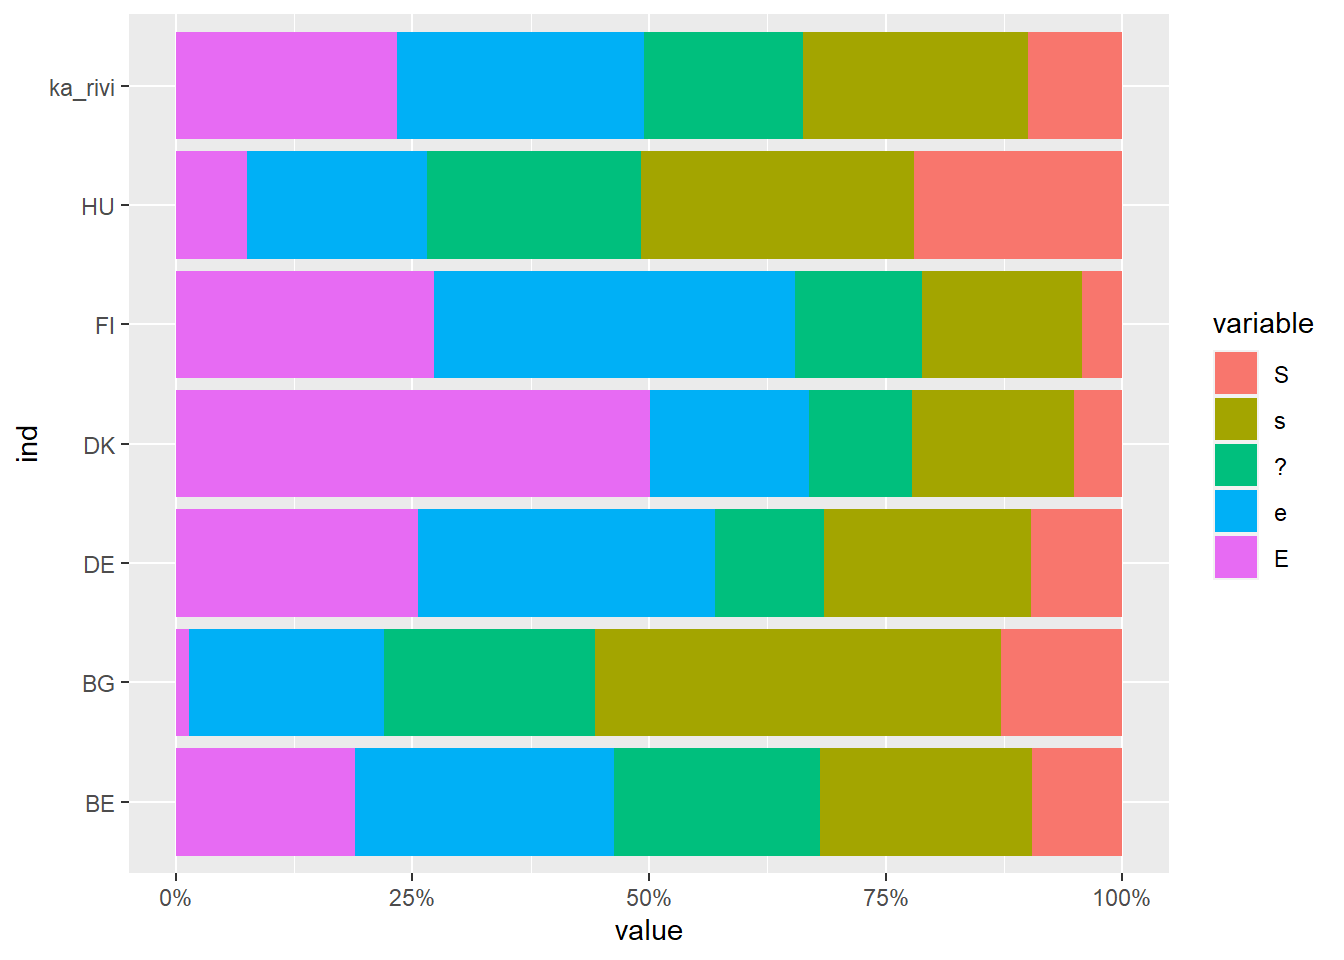 ka_rivi
HU
FI
DK
DE
BG
BE
ind
0% 25% 50% 75% 100%
value
variable
S
s
?
e
E